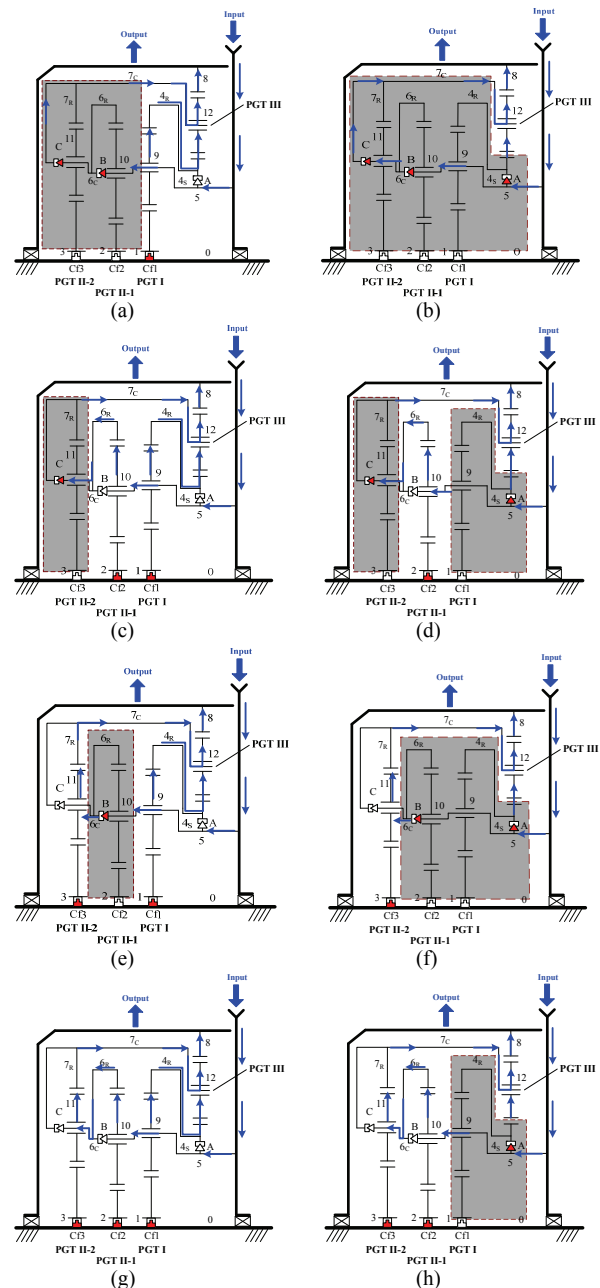 Input
Output
7C 8
7R 6R 4R
12 PGT III
11
C B 10 9
6C 4S A
5
3 2 1 0
Cf3 Cf2 Cf1
PGT II-2 PGT I
PGT II-1
(a)
Input
Output
7C 8
7R 6R 4R
12 PGT III
11
C B 10 9
6C 4S A
5
3 2 1 0
Cf3 Cf2 Cf1
PGT II-2 PGT I
PGT II-1
(b)
Input
Output
7C 8
7R 6R 4R
12 PGT III
11
C B 10 9
6C 4S A
5
3 2 1 0
Cf3 Cf2 Cf1
PGT II-2 PGT I
PGT II-1
(c)
Input
Output
7C 8
7R 6R 4R
12 PGT III
11
C B 10 9
6C 4S A
5
3 2 1 0
Cf3 Cf2 Cf1
PGT II-2 PGT I
PGT II-1
(d)
Input
Output
7C 8
7R 6R 4R
12 PGT III
11
C B 10 9
6C 4S A
5
3 2 1 0
Cf3 Cf2 Cf1
PGT II-2 PGT I
PGT II-1
(e)
Input
Output
7C 8
7R 6R 4R
12 PGT III
11
C B 10 9
6C 4S A
5
3 2 1 0
Cf3 Cf2 Cf1
PGT II-2 PGT I
PGT II-1
(f)
Input
Output
7C 8
7R 6R 4R
12 PGT III
11
C B 10 9
6C 4S A
5
3 2 1 0
Cf3 Cf2 Cf1
PGT II-2 PGT I
PGT II-1
(g)
Input
Output
7C 8
7R 6R 4R
12 PGT III
11
C B 10 9
6C 4S A
5
3 2 1 0
Cf3 Cf2 Cf1
PGT II-2 PGT I
PGT II-1
(h)